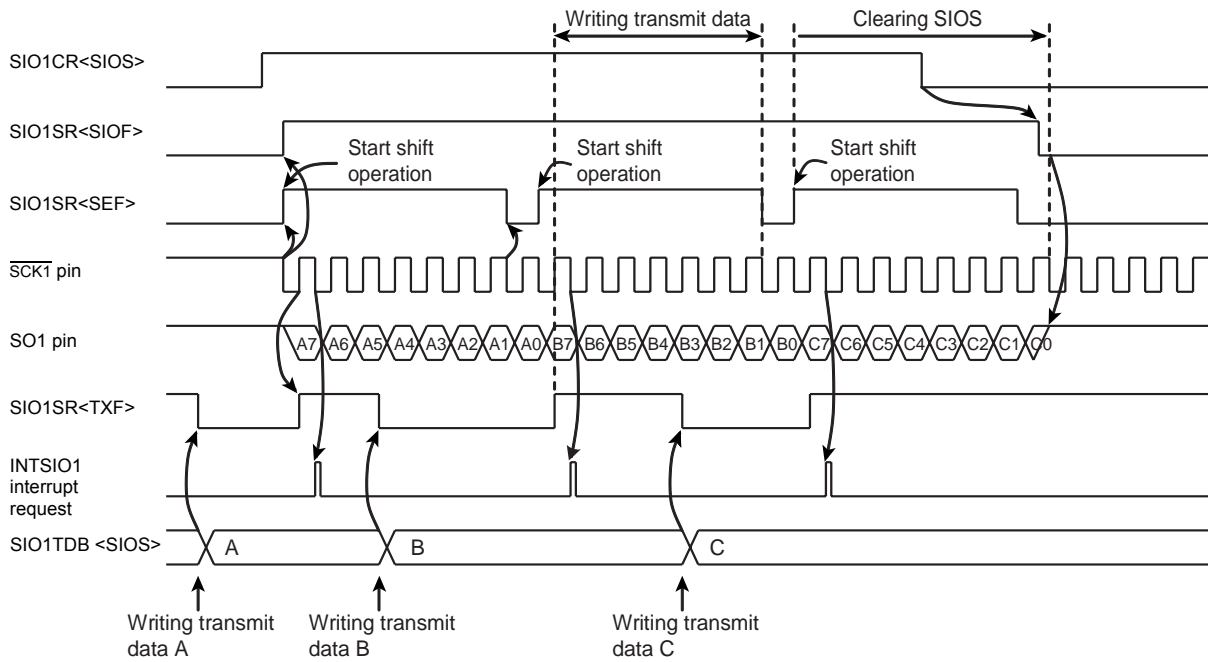 Writing transmit data
Clearing SIOS
SIO1CR<SIOS>
SIO1SR<SIOF>
Start shift
operation
Start shift
operation
Start shift
operation
SIO1SR<SEF>
SCK1 pin
SO1 pin
A7 A6 A5 A4 A3 A2 A1 A0 B7 B6 B5 B4 B3 B2 B1 B0 C7 C6 C5 C4 C3 C2 C1 C0
SIO1SR<TXF>
INTSIO1
interrupt
request
SIO1TDB <SIOS>
A
B
C
Writing transmit
data A
Writing transmit
data B
Writing transmit
data C